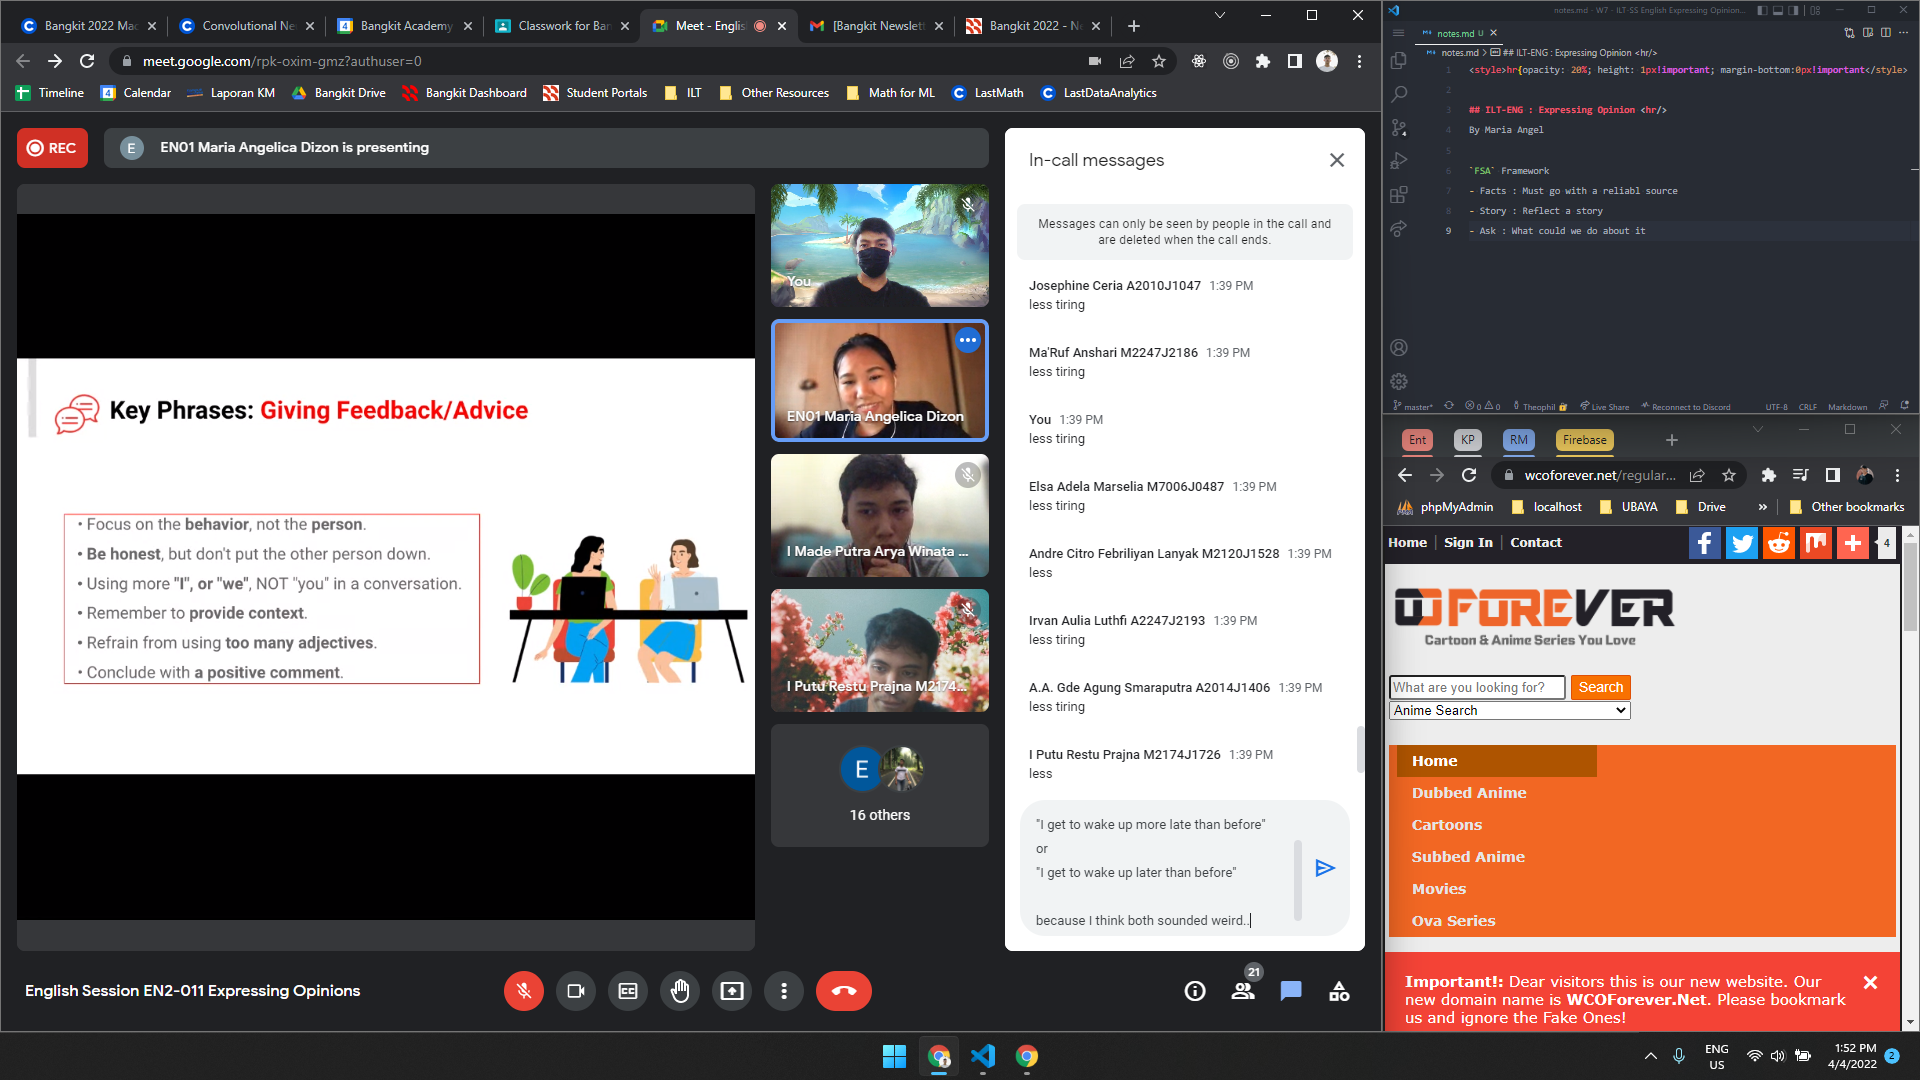 Bangkit 2022 Mac
Convolutional Ne
Bangkit Academy
Classwork for Ban
Meet - Englis
[Bangkit Newslett
Bangkit 2022 - Ne
meet.google.com/rpk-oxim-gmz?authuser=0
Timeline
Calendar
Laporan KM
Bangkit Drive
Bangkit Dashboard
Student Portals
ILT
Other Resources
Math for ML
LastMath
LastDataAnalytics
REC
E
EN01 Maria Angelica Dizon is presenting
Key Phrases: Giving Feedback/Advice
• Focus on the behavior, not the person.
• Be honest, but don't put the other person down.
• Using more "I", or "we", NOT "you" in a conversation.
• Remember to provide context.
• Refrain from using too many adjectives.
• Conclude with a positive comment.
You
EN01 Maria Angelica Dizon
I Made Putra Arya Winata ...
I Putu Restu Prajna M2174...
E
16 others
In-call messages
Messages can only be seen by people in the call and
are deleted when the call ends.
Josephine Ceria A2010J1047 1:39 PM
less tiring
Ma'Ruf Anshari M2247J2186 1:39 PM
less tiring
You 1:39 PM
less tiring
Elsa Adela Marselia M7006J0487 1:39 PM
less tiring
Andre Citro Febriliyan Lanyak M2120J1528 1:39 PM
less
Irvan Aulia Luthfi A2247J2193 1:39 PM
less tiring
A.A. Gde Agung Smaraputra A2014J1406 1:39 PM
less tiring
I Putu Restu Prajna M2174J1726 1:39 PM
less
"I get to wake up more late than before"
or
"I get to wake up later than before"
because I think both sounded weird..
English Session EN2-011 Expressing Opinions
21
notes.md - W7 - ILT-SS English Expressing Opinion...
notes.md U
notes.md > ## ILT-ENG : Expressing Opinion <hr/>
1 <style>hr{opacity: 20%; height: 1px!important; margin-bottom:0px!important</style>
2
3 ## ILT-ENG : Expressing Opinion <hr/>
4 By Maria Angel
5
6 `FSA` Framework
7 - Facts : Must go with a reliabl source
8 - Story : Reflect a story
9 - Ask : What could we do about it
4
master* 0 0 Theophil Live Share Reconnect to Discord UTF-8 CRLF Markdown
Ent
KP
RM
Firebase
wcoforever.net/regular...
phpMyAdmin
localhost
UBAYA
Drive
»
Other bookmarks
Home | Sign In | Contact
4
FOREVER
Cartoon & Anime Series You Love
What are you looking for?
Search
Anime Search
Home
Dubbed Anime
Cartoons
Subbed Anime
Movies
Ova Series
Important!: Dear visitors this is our new website. Our
new domain name is WCOForever.Net. Please bookmark
us and ignore the Fake Ones!
ENG
US
1:52 PM
4/4/2022
2